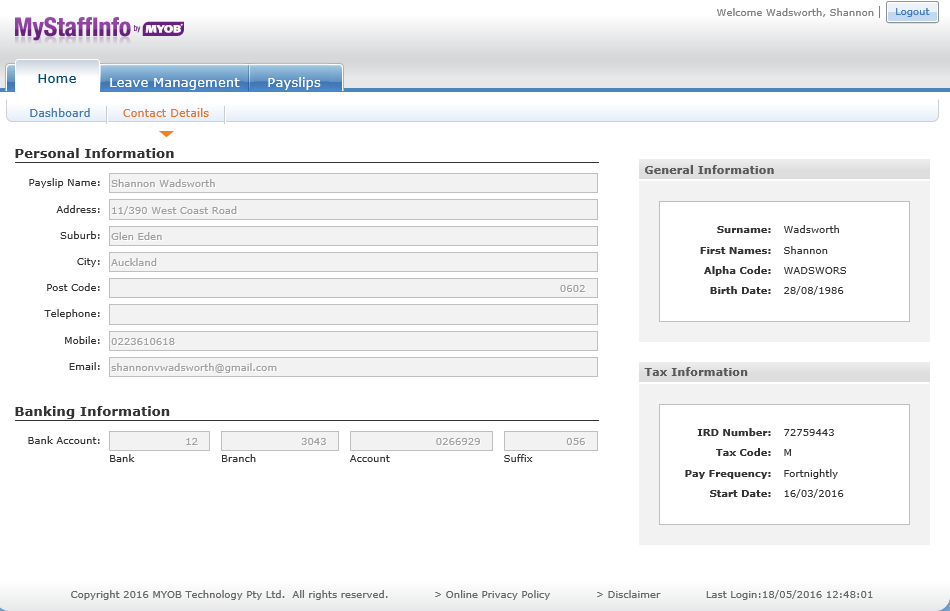 MyStaffInfo by MYOB
Welcome Wadsworth, Shannon | Logout
Home Leave Management Payslips
Dashboard Contact Details
Personal Information
Payslip Name: Shannon Wadsworth
Address: 11/390 West Coast Road
Suburb: Glen Eden
City: Auckland
Post Code: 0602
Telephone:
Mobile: 0223610618
Email: shannonvwadsworth@gmail.com
Banking Information
Bank Account: 12 3043 0266929 056
Bank Branch Account Suffix
General Information
Surname: Wadsworth
First Names: Shannon
Alpha Code: WADSWORS
Birth Date: 28/08/1986
Tax Information
IRD Number: 72759443
Tax Code: M
Pay Frequency: Fortnightly
Start Date: 16/03/2016
Copyright 2016 MYOB Technology Pty Ltd. All rights reserved. > Online Privacy Policy > Disclaimer Last Login:18/05/2016 12:48:01